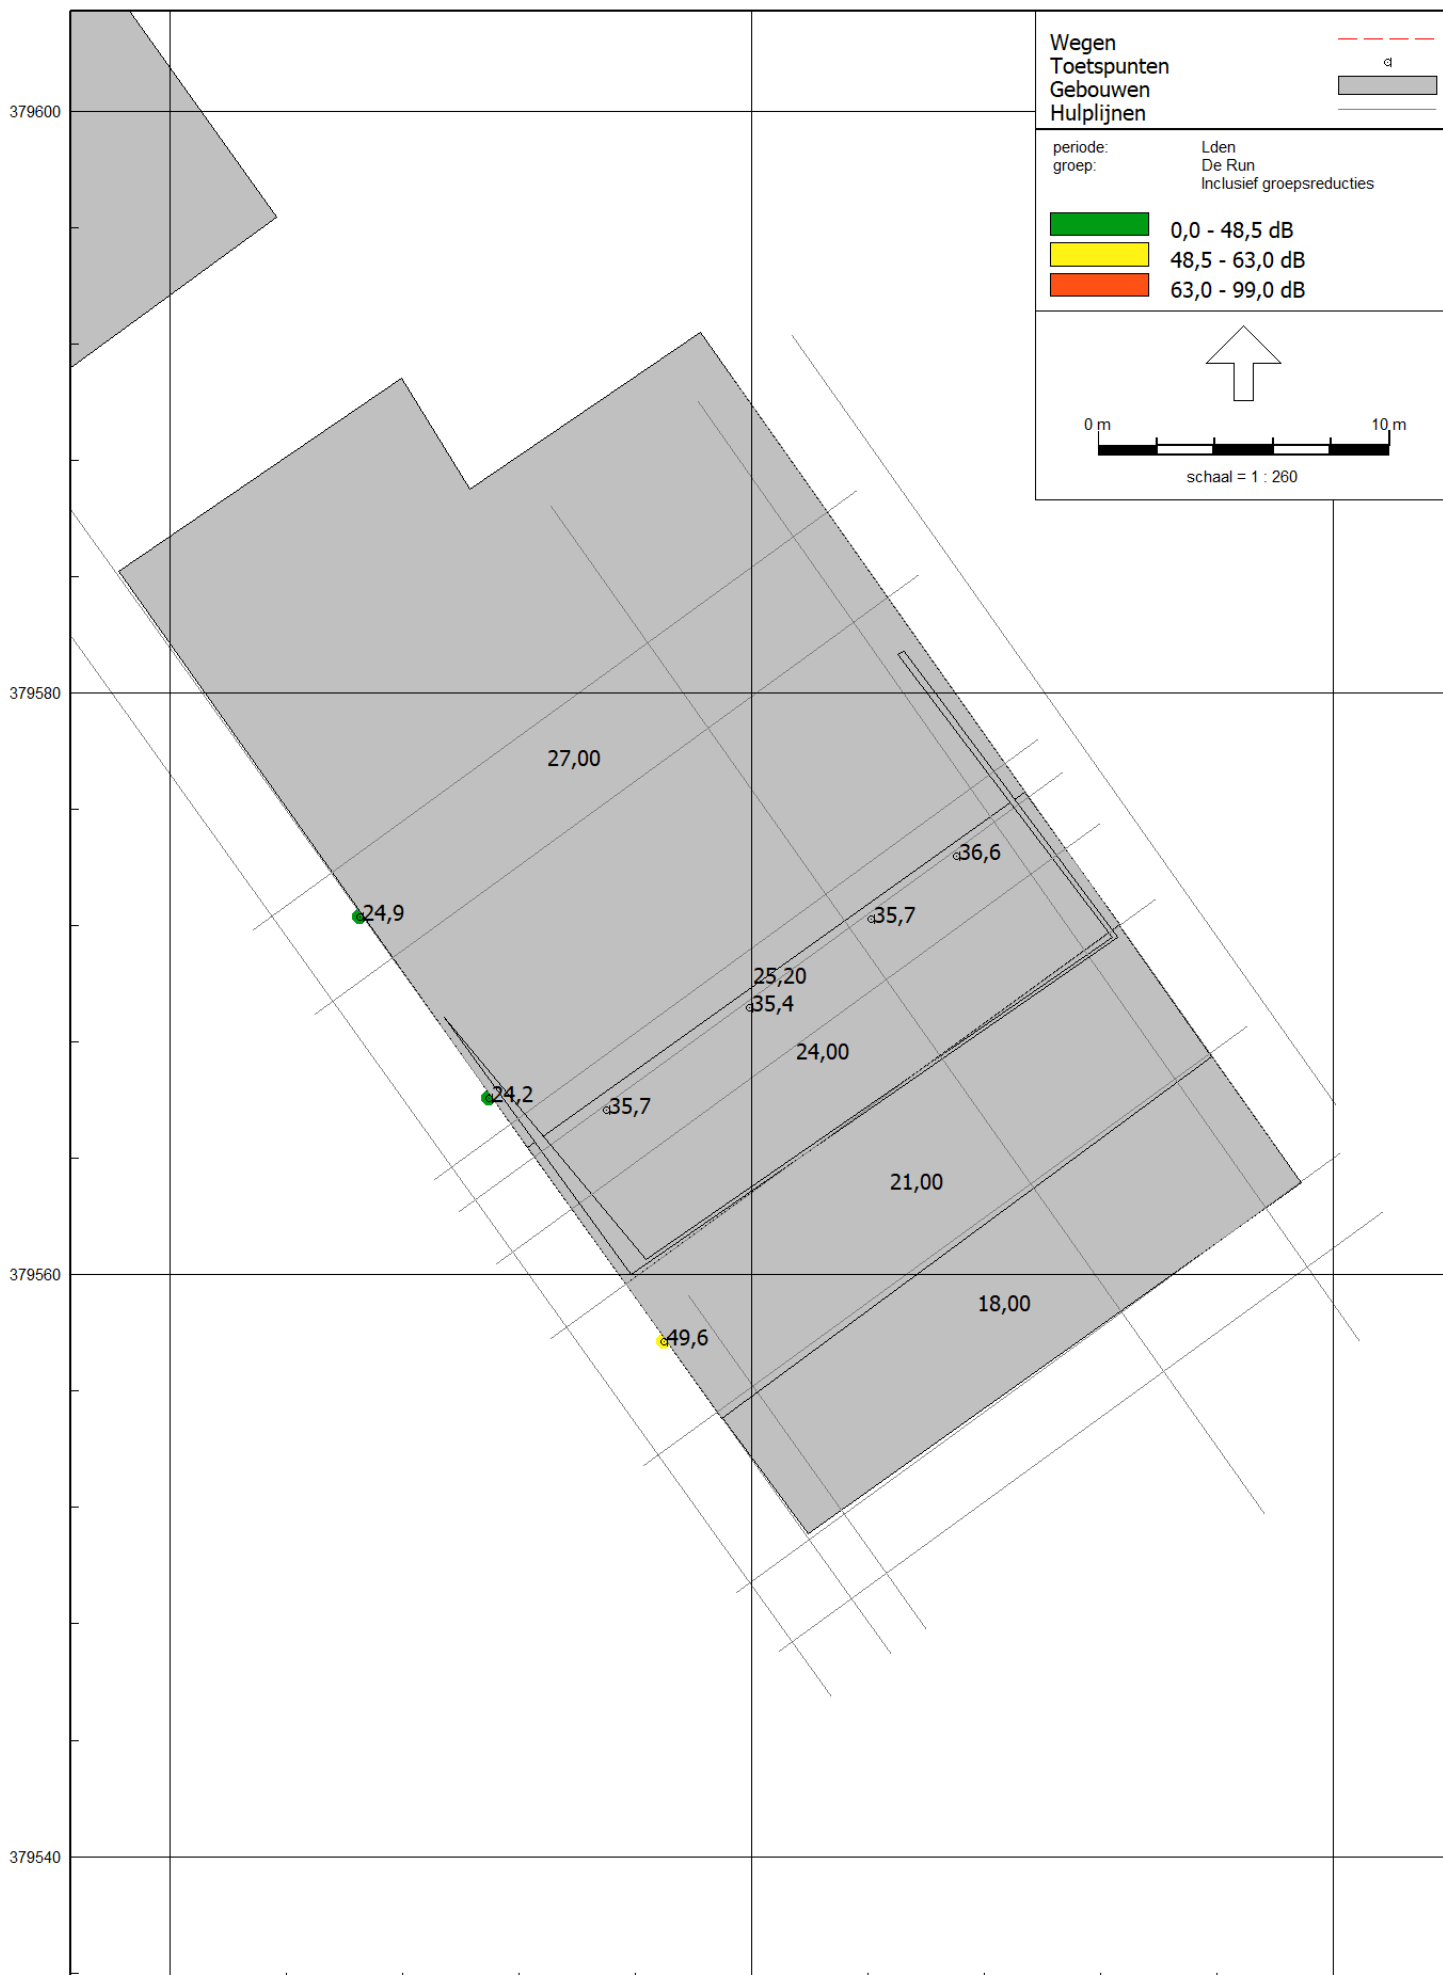 Wegen
Toetspunten
Gebouwen
Hulplijnen
periode: Lden
groep: De Run
Inclusief groepsreducties
0,0 - 48,5 dB
48,5 - 63,0 dB
63,0 - 99,0 dB
0 m 10 m
schaal = 1 : 260
379600
379580
27,00
36,6
24,9
35,7
25,20
35,4
24,00
24,2
35,7
21,00
379560
18,00
49,6
379540